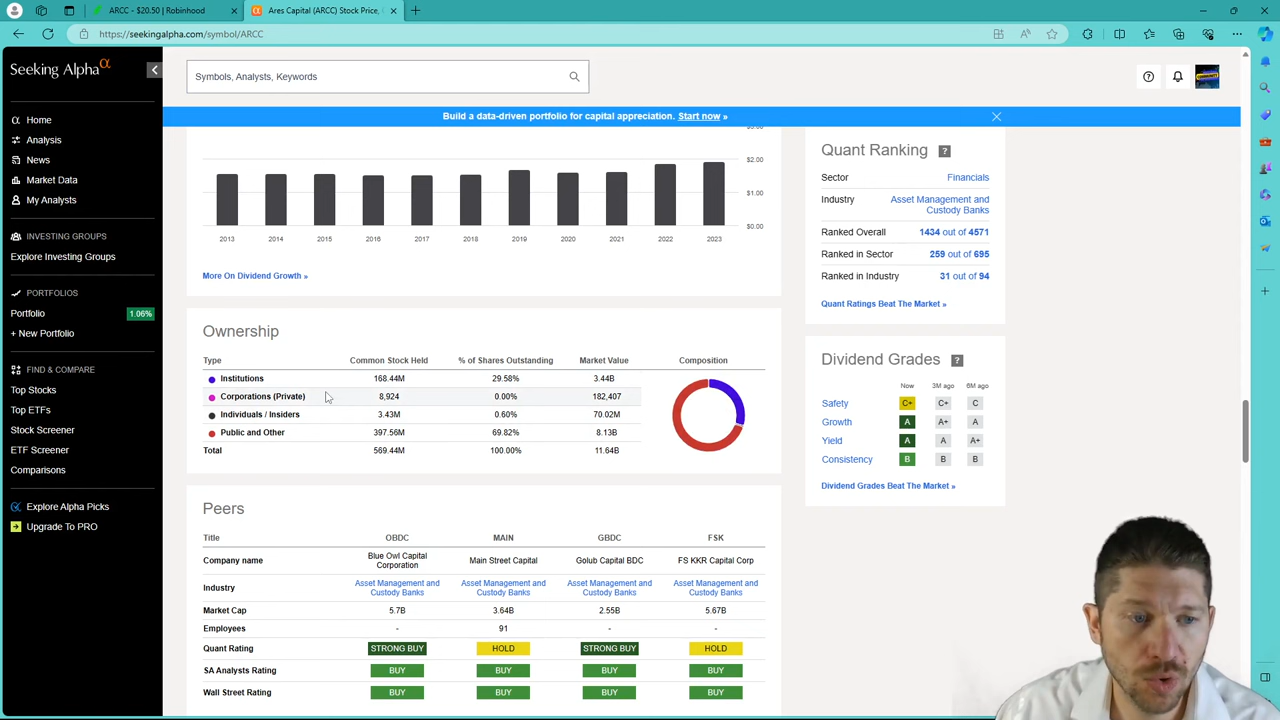 ARCC - $20.50 | Robinhood
Ares Capital (ARCC) Stock Price,
https://seekingalpha.com/symbol/ARCC
Seeking Alpha α
Home
Analysis
News
Market Data
My Analysts
INVESTING GROUPS
Explore Investing Groups
PORTFOLIOS
Portfolio 1.06%
+ New Portfolio
FIND & COMPARE
Top Stocks
Top ETFs
Stock Screener
ETF Screener
Comparisons
Explore Alpha Picks
Upgrade To PRO
Symbols, Analysts, Keywords
Build a data-driven portfolio for capital appreciation. Start now »
$3.00
$2.00
$1.00
$0.00
2013 2014 2015 2016 2017 2018 2019 2020 2021 2022 2023
More On Dividend Growth »
Ownership
Type Common Stock Held % of Shares Outstanding Market Value Composition
Institutions 168.44M 29.58% 3.44B
Corporations (Private) 8,924 0.00% 182,407
Individuals / Insiders 3.43M 0.60% 70.02M
Public and Other 397.56M 69.82% 8.13B
Total 569.44M 100.00% 11.64B
Peers
Title OBDC MAIN GBDC FSK
Company name Blue Owl Capital Corporation Main Street Capital Golub Capital BDC FS KKR Capital Corp
Industry Asset Management and Custody Banks Asset Management and Custody Banks Asset Management and Custody Banks Asset Management and Custody Banks
Market Cap 5.7B 3.64B 2.55B 5.67B
Employees - 91 - -
Quant Rating STRONG BUY HOLD STRONG BUY HOLD
SA Analysts Rating BUY BUY BUY BUY
Wall Street Rating BUY BUY BUY BUY
Quant Ranking ?
Sector Financials
Industry Asset Management and
Custody Banks
Ranked Overall 1434 out of 4571
Ranked in Sector 259 out of 695
Ranked in Industry 31 out of 94
Quant Ratings Beat The Market »
Dividend Grades ?
Now 3M ago 6M ago
Safety C+ C+ C
Growth A A+ A
Yield A A A+
Consistency B B B
Dividend Grades Beat The Market »